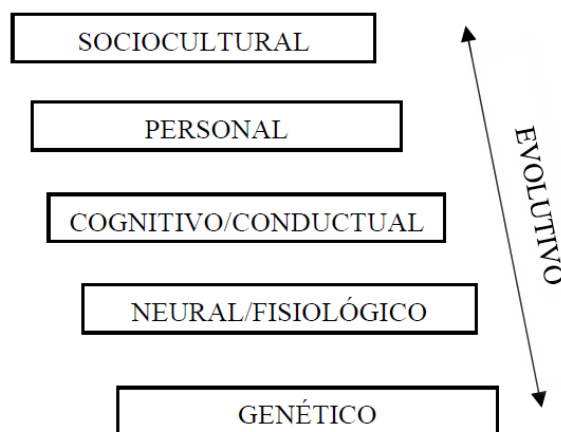 SOCIOCULTURAL
PERSONAL
COGNITIVO/CONDUCTUAL
NEURAL/FISIOLÓGICO
GENÉTICO
EVOLUTIVO